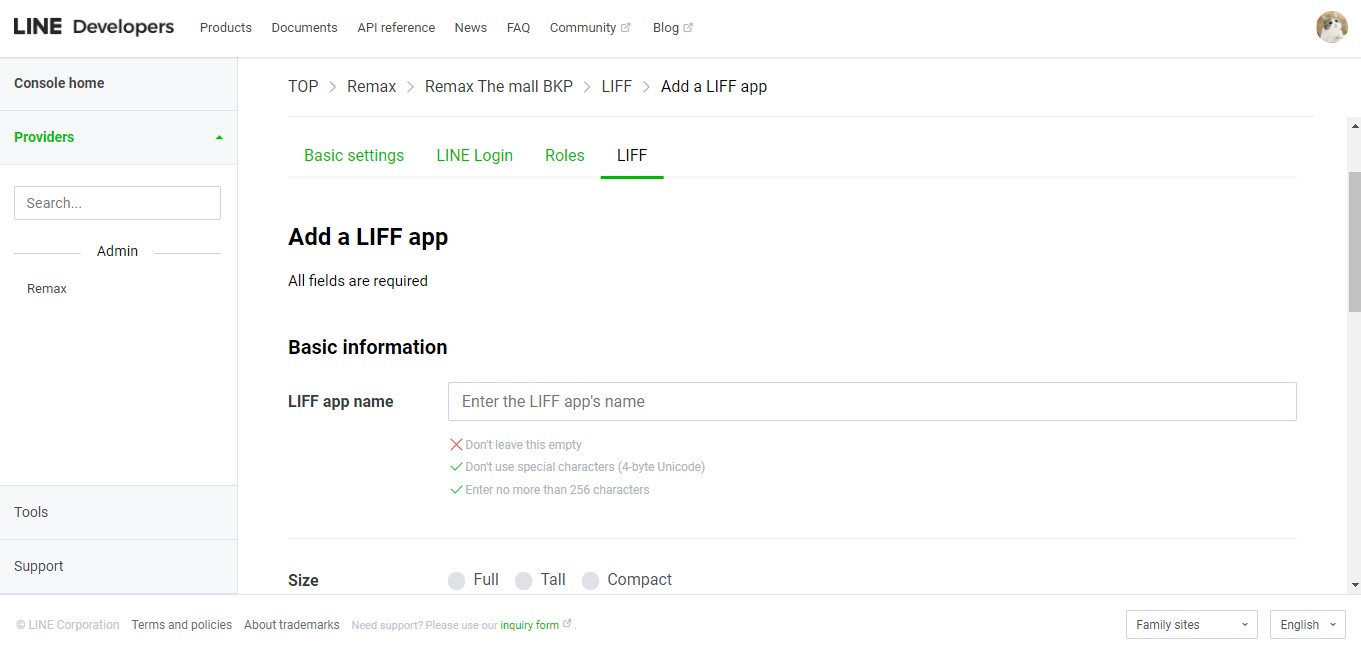 LINE Developers Products Documents API reference News FAQ Community Blog
Console home
Providers
Search...
Admin
Remax
Tools
Support
TOP Remax Remax The mall BKP LIFF Add a LIFF app
Basic settings LINE Login Roles LIFF
Add a LIFF app
All fields are required
Basic information
LIFF app name Enter the LIFF app's name
Don't leave this empty
Don't use special characters (4-byte Unicode)
Enter no more than 256 characters
Size Full Tall Compact
© LINE Corporation Terms and policies About trademarks Need support? Please use our inquiry form . Family sites English